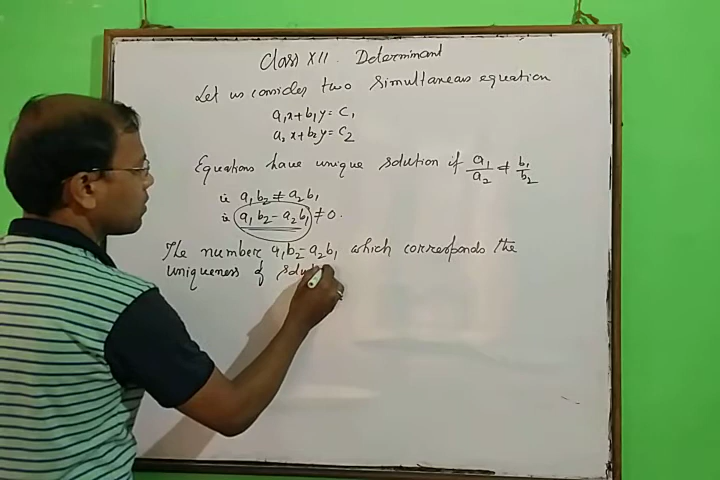 Class XII . Determinant
Let us consider two simultaneous equation
a₁x + b₁y = C₁
a₂x + b₂y = C₂
Equations have unique solution if a₁/a₂ ≠ b₁/b₂
ie a₁b₂ ≠ a₂b₁
ie a₁b₂ - a₂b₁ ≠ 0.
The number a₁b₂ - a₂b₁ which corresponds the
uniqueness of solut